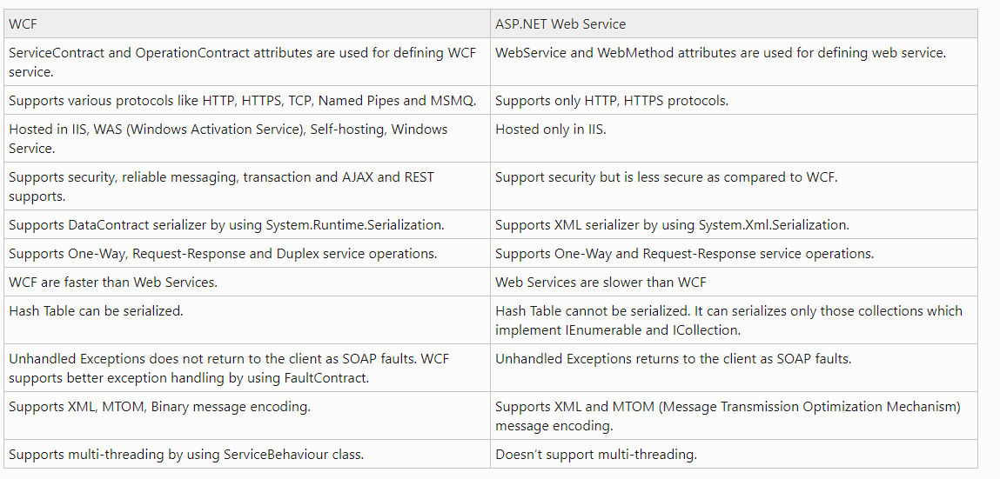 WCF
ASP.NET Web Service
ServiceContract and OperationContract attributes are used for defining WCF
service.
WebService and WebMethod attributes are used for defining web service.
Supports various protocols like HTTP, HTTPS, TCP, Named Pipes and MSMQ.
Supports only HTTP, HTTPS protocols.
Hosted in IIS, WAS (Windows Activation Service), Self-hosting, Windows
Service.
Hosted only in IIS.
Supports security, reliable messaging, transaction and AJAX and REST
supports.
Support security but is less secure as compared to WCF.
Supports DataContract serializer by using System.Runtime.Serialization.
Supports XML serializer by using System.Xml.Serialization.
Supports One-Way, Request-Response and Duplex service operations.
Supports One-Way and Request-Response service operations.
WCF are faster than Web Services.
Web Services are slower than WCF
Hash Table can be serialized.
Hash Table cannot be serialized. It can serializes only those collections which
implement IEnumerable and ICollection.
Unhandled Exceptions does not return to the client as SOAP faults. WCF
supports better exception handling by using FaultContract.
Unhandled Exceptions returns to the client as SOAP faults.
Supports XML, MTOM, Binary message encoding.
Supports XML and MTOM (Message Transmission Optimization Mechanism)
message encoding.
Supports multi-threading by using ServiceBehaviour class.
Doesn't support multi-threading.